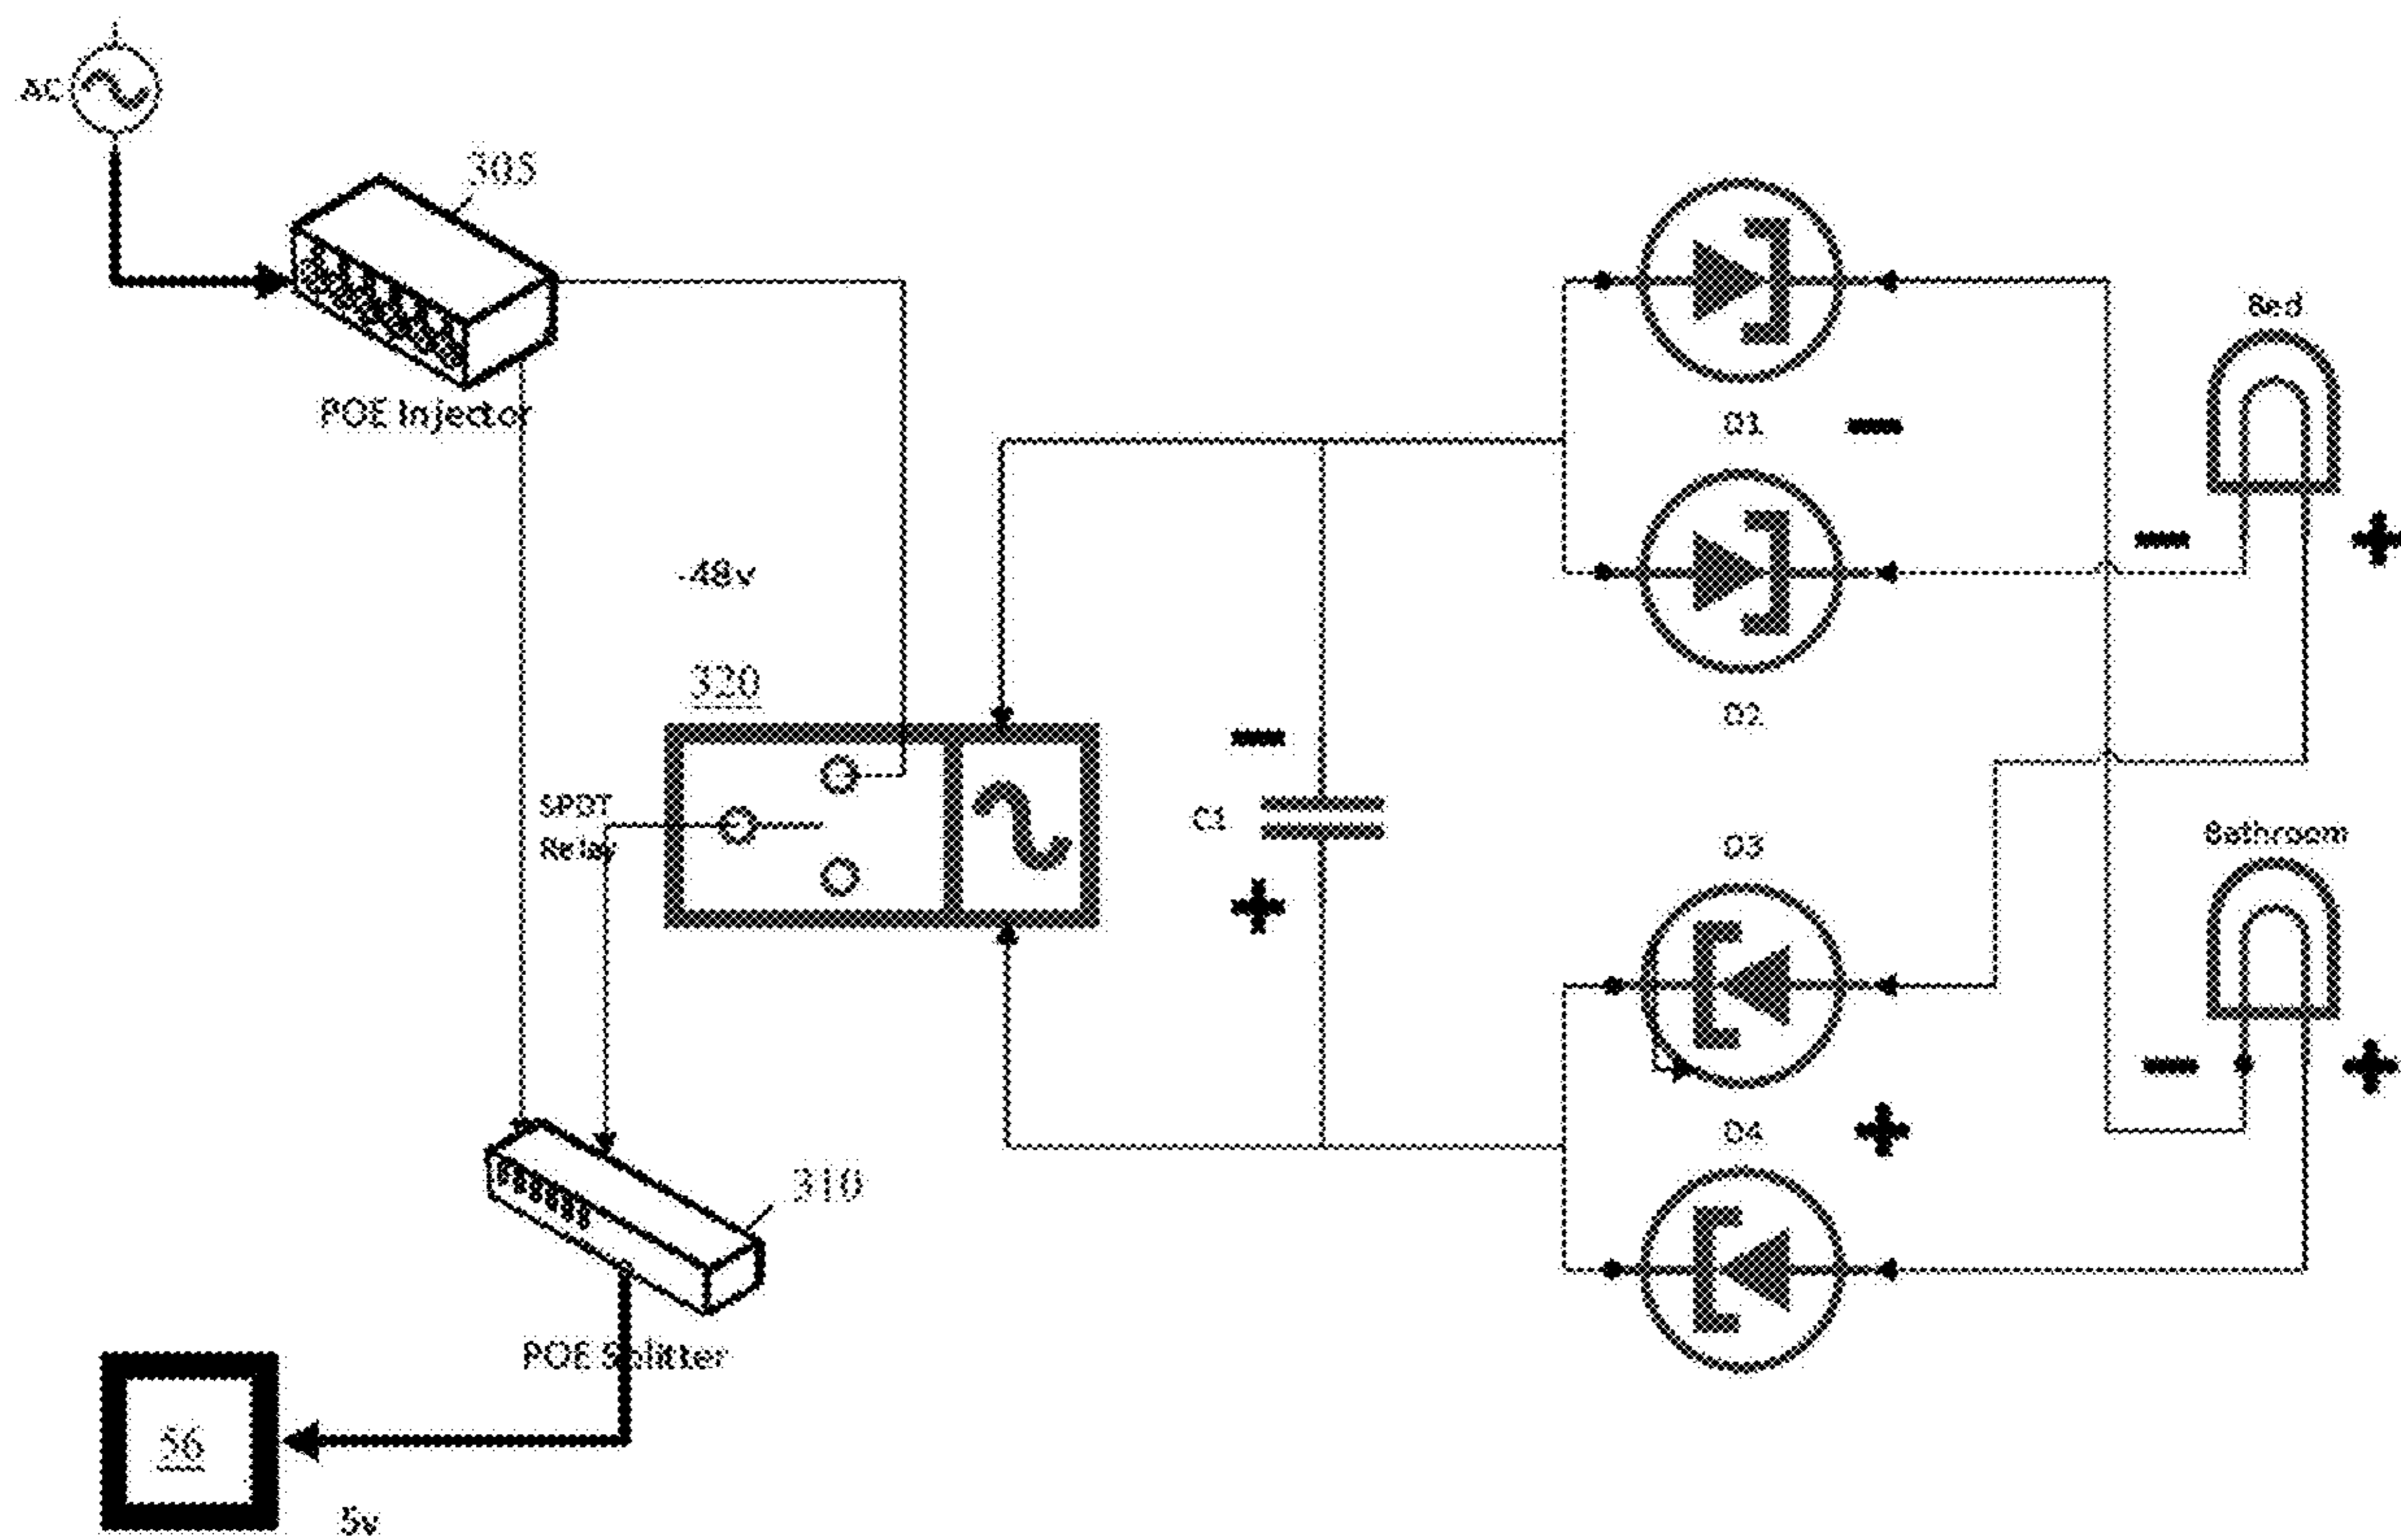 AC
305
POE Injector
-48v
320
SPDT
Relay
C1
D1
D2
D3
D4
Bed
Bathroom
310
POE Splitter
56
5v